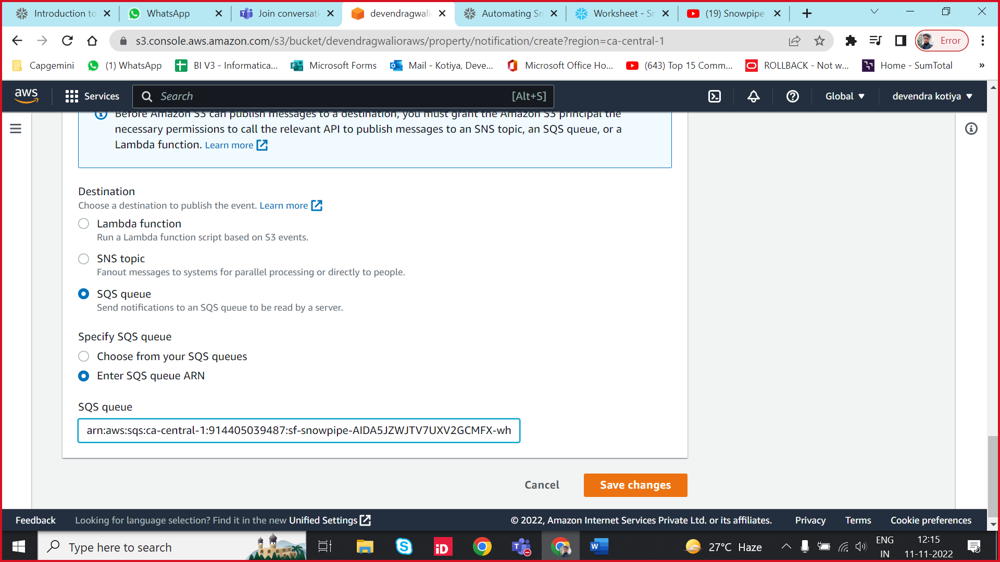 Introduction to
WhatsApp
Join conversati
devendragwali
Automating Sn
Worksheet - Sn
(19) Snowpipe
s3.console.aws.amazon.com/s3/bucket/devendragwalioraws/property/notification/create?region=ca-central-1
Error
Capgemini
(1) WhatsApp
BI V3 - Informatica...
Microsoft Forms
Mail - Kotiya, Deve...
Microsoft Office Ho...
(643) Top 15 Comm...
ROLLBACK - Not w...
Home - SumTotal
»
aws
Services
Search
[Alt+S]
Global
devendra kotiya
Before Amazon S3 can publish messages to a destination, you must grant the Amazon S3 principal the
necessary permissions to call the relevant API to publish messages to an SNS topic, an SQS queue, or a
Lambda function. Learn more
Destination
Choose a destination to publish the event. Learn more
Lambda function
Run a Lambda function script based on S3 events.
SNS topic
Fanout messages to systems for parallel processing or directly to people.
SQS queue
Send notifications to an SQS queue to be read by a server.
Specify SQS queue
Choose from your SQS queues
Enter SQS queue ARN
SQS queue
arn:aws:sqs:ca-central-1:914405039487:sf-snowpipe-AIDA5JZWJTV7UXV2GCMFX-wh
Cancel
Save changes
Feedback
Looking for language selection? Find it in the new Unified Settings
© 2022, Amazon Internet Services Private Ltd. or its affiliates.
Privacy
Terms
Cookie preferences
Type here to search
iD
27°C Haze
ENG
IN
12:15
11-11-2022